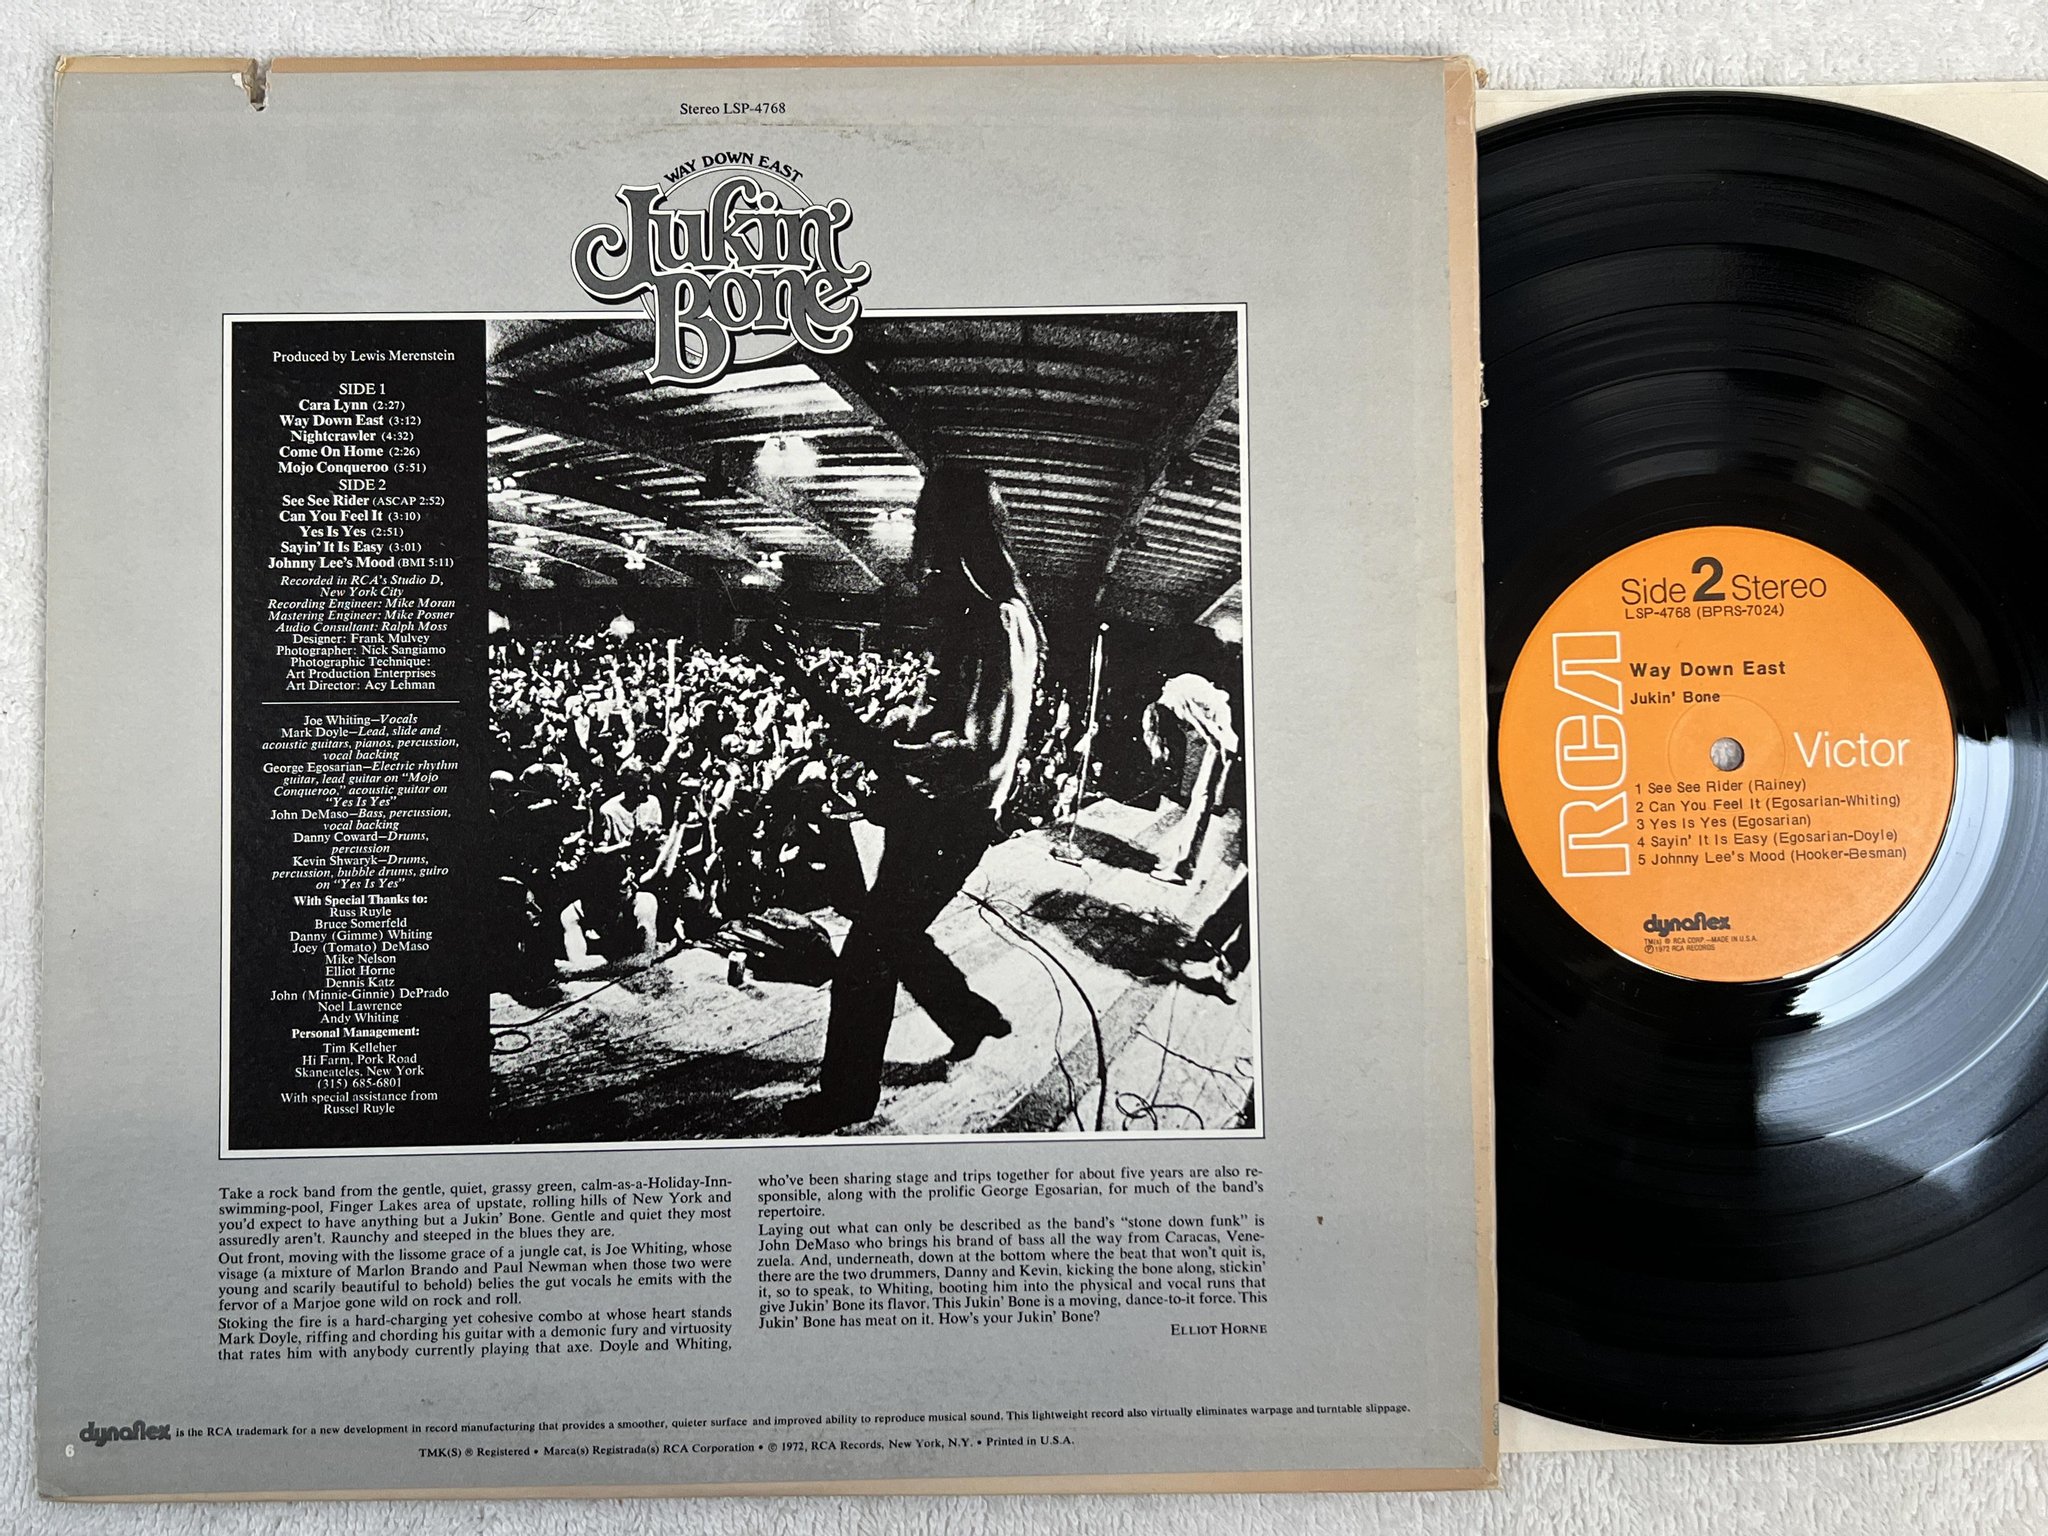 Stereo LSP-4768
WAY DOWN EAST
Jukin'
Bone
Produced by Lewis Merenstein
SIDE 1
Cara Lynn (2:27)
Way Down East (3:12)
Nightcrawler (4:32)
Come On Home (2:26)
Mojo Conqueroo (5:51)
SIDE 2
See See Rider (ASCAP 2:52)
Can You Feel It (3:10)
Yes Is Yes (2:51)
Sayin' It Is Easy (3:01)
Johnny Lee's Mood (BMI 5:11)
Recorded in RCA's Studio D,
New York City
Recording Engineer: Mike Moran
Mastering Engineer: Mike Posner
Audio Consultant: Ralph Moss
Designer: Frank Mulvey
Photographer: Nick Sangiamo
Photographic Technique:
Art Production Enterprises
Art Director: Acy Lehman
Joe Whiting—Vocals
Mark Doyle—Lead, slide and
acoustic guitars, pianos, percussion,
vocal backing
George Egosarian—Electric rhythm
guitar, lead guitar on "Mojo
Conqueroo," acoustic guitar on
"Yes Is Yes"
John DeMaso—Bass, percussion,
vocal backing
Danny Coward—Drums,
percussion
Kevin Shwaryk—Drums,
percussion, bubble drums, guiro
on "Yes Is Yes"
With Special Thanks to:
Russ Ruyle
Bruce Somerfeld
Danny (Gimme) Whiting
Joey (Tomato) DeMaso
Mike Nelson
Elliot Horne
Dennis Katz
John (Minnie-Ginnie) DePrado
Noel Lawrence
Andy Whiting
Personal Management:
Tim Kelleher
Hi Farm, Pork Road
Skaneateles, New York
(315) 685-6801
With special assistance from
Russel Ruyle
Take a rock band from the gentle, quiet, grassy green, calm-as-a-Holiday-Inn-
swimming-pool, Finger Lakes area of upstate, rolling hills of New York and
you'd expect to have anything but a Jukin' Bone. Gentle and quiet they most
assuredly aren't. Raunchy and steeped in the blues they are.
Out front, moving with the lissome grace of a jungle cat, is Joe Whiting, whose
visage (a mixture of Marlon Brando and Paul Newman when those two were
young and scarily beautiful to behold) belies the gut vocals he emits with the
fervor of a Marjoe gone wild on rock and roll.
Stoking the fire is a hard-charging yet cohesive combo at whose heart stands
Mark Doyle, riffing and chording his guitar with a demonic fury and virtuosity
that rates him with anybody currently playing that axe. Doyle and Whiting,
who've been sharing stage and trips together for about five years are also re-
sponsible, along with the prolific George Egosarian, for much of the band's
repertoire.
Laying out what can only be described as the band's "stone down funk" is
John DeMaso who brings his brand of bass all the way from Caracas, Vene-
zuela. And, underneath, down at the bottom where the beat that won't quit is,
there are the two drummers, Danny and Kevin, kicking the bone along, stickin'
it, so to speak, to Whiting, booting him into the physical and vocal runs that
give Jukin' Bone its flavor. This Jukin' Bone is a moving, dance-to-it force. This
Jukin' Bone has meat on it. How's your Jukin' Bone?
ELLIOT HORNE
dynaflex is the RCA trademark for a new development in record manufacturing that provides a smoother, quieter surface and improved ability to reproduce musical sound. This lightweight record also virtually eliminates warpage and turntable slippage.
6
TMK(S) ® Registered • Marca(s) Registrada(s) RCA Corporation • © 1972, RCA Records, New York, N.Y. • Printed in U.S.A.
Side 2 Stereo
LSP-4768 (BPRS-7024)
RCA
Way Down East
Jukin' Bone
Victor
1 See See Rider (Rainey)
2 Can You Feel It (Egosarian-Whiting)
3 Yes Is Yes (Egosarian)
4 Sayin' It Is Easy (Egosarian-Doyle)
5 Johnny Lee's Mood (Hooker-Besman)
dynaflex
TM(s) ® RCA CORP.—MADE IN U.S.A.
℗ 1972 RCA RECORDS